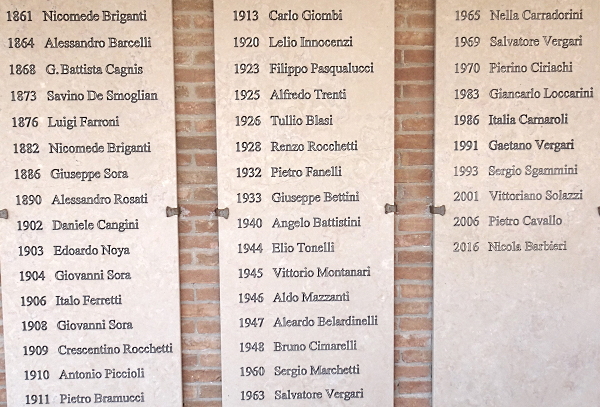 1861 Nicomede Briganti
1864 Alessandro Barcelli
1868 G.Battista Cagnis
1873 Savino De Smoglian
1876 Luigi Farroni
1882 Nicomede Briganti
1886 Giuseppe Sora
1890 Alessandro Rosati
1902 Daniele Cangini
1903 Edoardo Noya
1904 Giovanni Sora
1906 Italo Ferretti
1908 Giovanni Sora
1909 Crescentino Rocchetti
1910 Antonio Piccioli
1911 Pietro Bramucci
1913 Carlo Giombi
1920 Lelio Innocenzi
1923 Filippo Pasqualucci
1925 Alfredo Trenti
1926 Tullio Blasi
1928 Renzo Rocchetti
1932 Pietro Fanelli
1933 Giuseppe Bettini
1940 Angelo Battistini
1944 Elio Tonelli
1945 Vittorio Montanari
1946 Aldo Mazzanti
1947 Aleardo Belardinelli
1948 Bruno Cimarelli
1960 Sergio Marchetti
1963 Salvatore Vergari
1965 Nella Carradorini
1969 Salvatore Vergari
1970 Pierino Ciriachi
1983 Giancarlo Loccarini
1986 Italia Carnaroli
1991 Gaetano Vergari
1993 Sergio Sgammini
2001 Vittoriano Solazzi
2006 Pietro Cavallo
2016 Nicola Barbieri